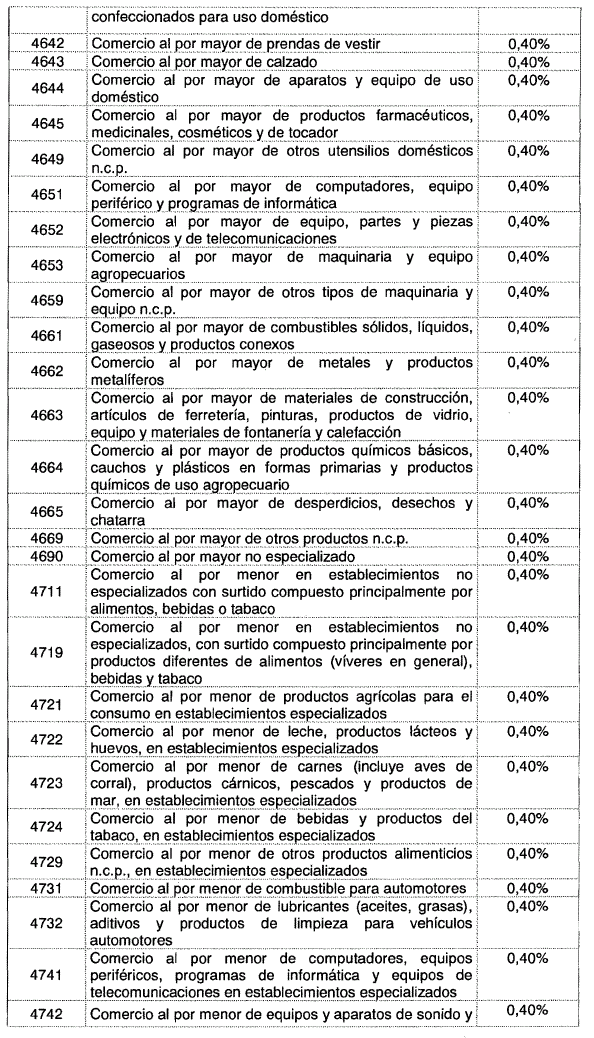 confeccionados para uso doméstico
4642 Comercio al por mayor de prendas de vestir 0,40%
4643 Comercio al por mayor de calzado 0,40%
4644 Comercio al por mayor de aparatos y equipo de uso 0,40%
doméstico
4645 Comercio al por mayor de productos farmacéuticos, 0,40%
medicinales, cosméticos y de tocador
4649 Comercio al por mayor de otros utensilios domésticos 0,40%
n.c.p.
4651 Comercio al por mayor de computadores, equipo 0,40%
periférico y programas de informática
4652 Comercio al por mayor de equipo, partes y piezas 0,40%
electrónicos y de telecomunicaciones
4653 Comercio al por mayor de maquinaria y equipo 0,40%
agropecuarios
4659 Comercio al por mayor de otros tipos de maquinaria y 0,40%
equipo n.c.p.
4661 Comercio al por mayor de combustibles sólidos, líquidos, 0,40%
gaseosos y productos conexos
4662 Comercio al por mayor de metales y productos 0,40%
metalíferos
4663 Comercio al por mayor de materiales de construcción, 0,40%
artículos de ferretería, pinturas, productos de vidrio,
equipo y materiales de fontanería y calefacción
4664 Comercio al por mayor de productos químicos básicos, 0,40%
cauchos y plásticos en formas primarias y productos
químicos de uso agropecuario
4665 Comercio al por mayor de desperdicios, desechos y 0,40%
chatarra
4669 Comercio al por mayor de otros productos n.c.p. 0,40%
4690 Comercio al por mayor no especializado 0,40%
4711 Comercio al por menor en establecimientos no 0,40%
especializados con surtido compuesto principalmente por
alimentos, bebidas o tabaco
4719 Comercio al por menor en establecimientos no 0,40%
especializados, con surtido compuesto principalmente por
productos diferentes de alimentos (víveres en general),
bebidas y tabaco
4721 Comercio al por menor de productos agrícolas para el 0,40%
consumo en establecimientos especializados
4722 Comercio al por menor de leche, productos lácteos y 0,40%
huevos, en establecimientos especializados
4723 Comercio al por menor de carnes (incluye aves de 0,40%
corral), productos cárnicos, pescados y productos de
mar, en establecimientos especializados
4724 Comercio al por menor de bebidas y productos del 0,40%
tabaco, en establecimientos especializados
4729 Comercio al por menor de otros productos alimenticios 0,40%
n.c.p., en establecimientos especializados
4731 Comercio al por menor de combustible para automotores 0,40%
4732 Comercio al por menor de lubricantes (aceites, grasas), 0,40%
aditivos y productos de limpieza para vehículos
automotores
4741 Comercio al por menor de computadores, equipos 0,40%
periféricos, programas de informática y equipos de
telecomunicaciones en establecimientos especializados
4742 Comercio al por menor de equipos y aparatos de sonido y 0,40%